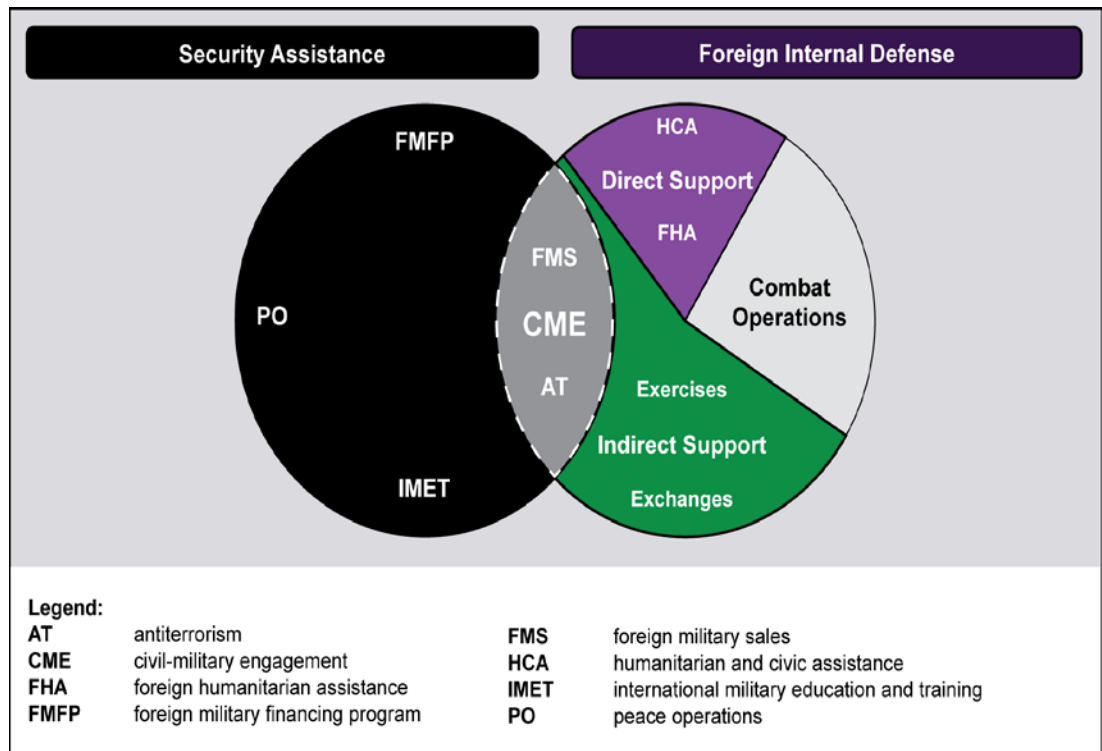 Security Assistance
Foreign Internal Defense
FMFP
PO
IMET
FMS
CME
AT
HCA
Direct Support
FHA
Combat
Operations
Exercises
Indirect Support
Exchanges
Legend:
AT antiterrorism
CME civil-military engagement
FHA foreign humanitarian assistance
FMFP foreign military financing program
FMS foreign military sales
HCA humanitarian and civic assistance
IMET international military education and training
PO peace operations